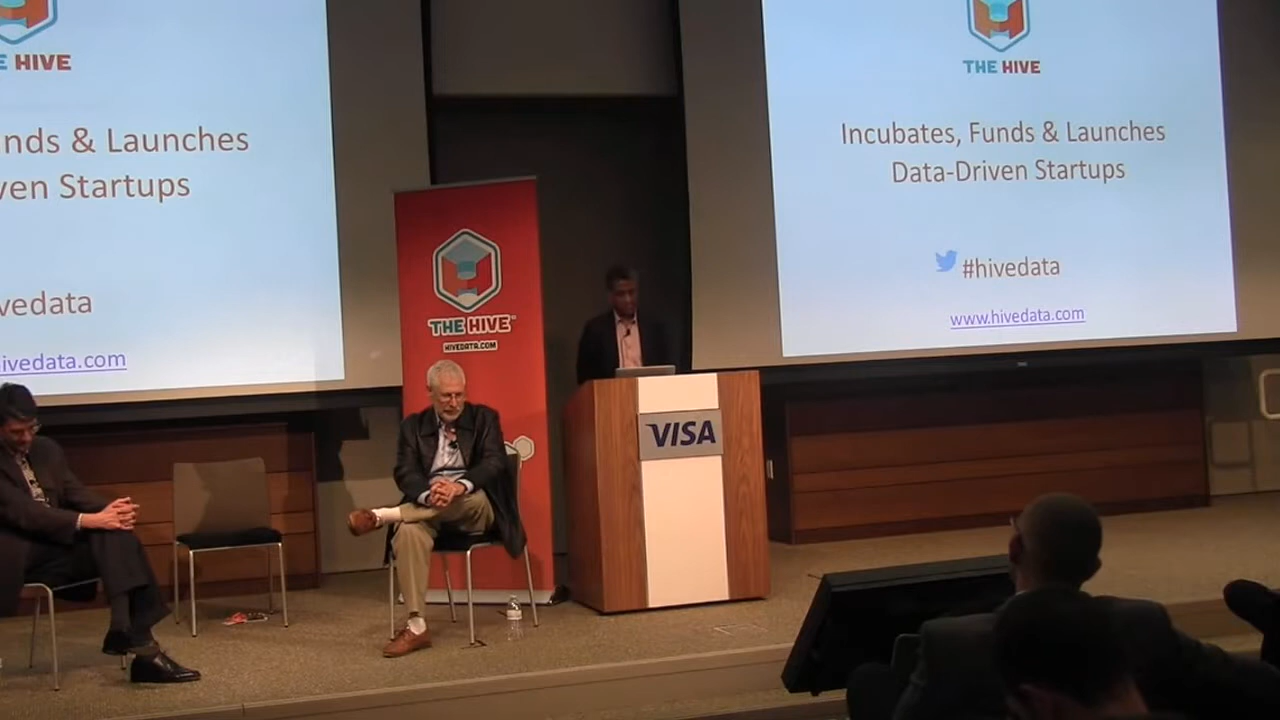 E HIVE
nds & Launches
ven Startups
vedata
ivedata.com
THE HIVE
HIVEDATA.COM
VISA
THE HIVE
Incubates, Funds & Launches
Data-Driven Startups
#hivedata
www.hivedata.com